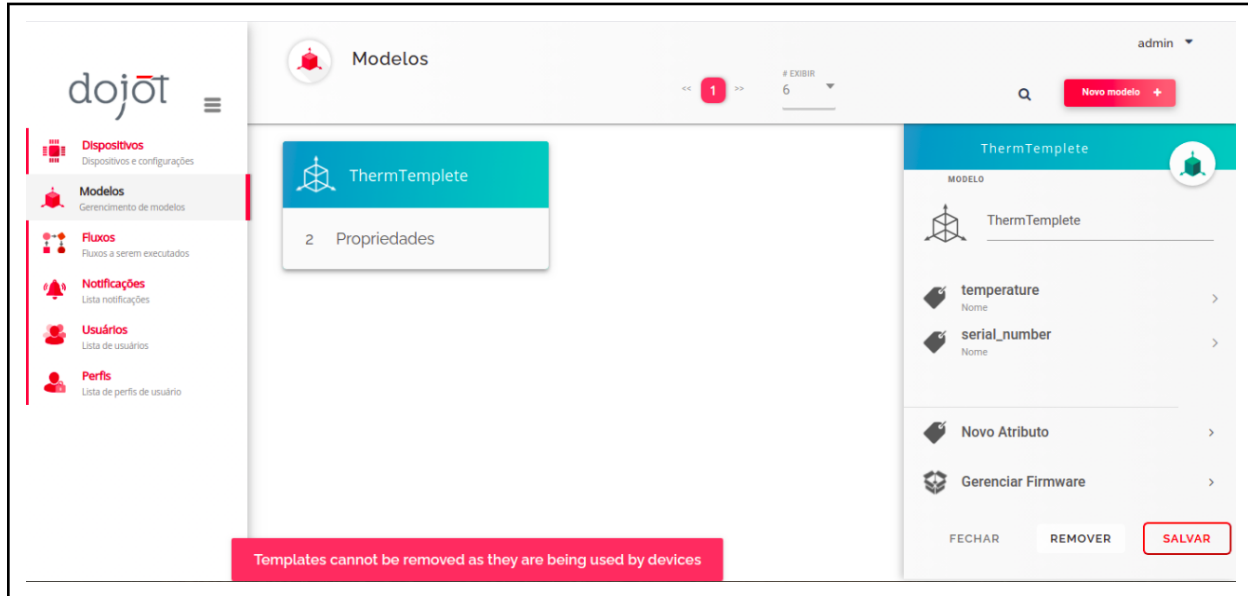 dojot
Dispositivos
Dispositivos e configurações
Modelos
Gerencimento de modelos
Fluxos
Fluxos a serem executados
Notificações
Lista notificações
Usuários
Lista de usuários
Perfis
Lista de perfis de usuário
Modelos
admin
<< 1 >>
# EXIBIR
6
Novo modelo +
ThermTemplete
2 Propriedades
ThermTemplete
MODELO
ThermTemplete
temperature
Nome
serial_number
Nome
Novo Atributo
Gerenciar Firmware
FECHAR REMOVER SALVAR
Templates cannot be removed as they are being used by devices